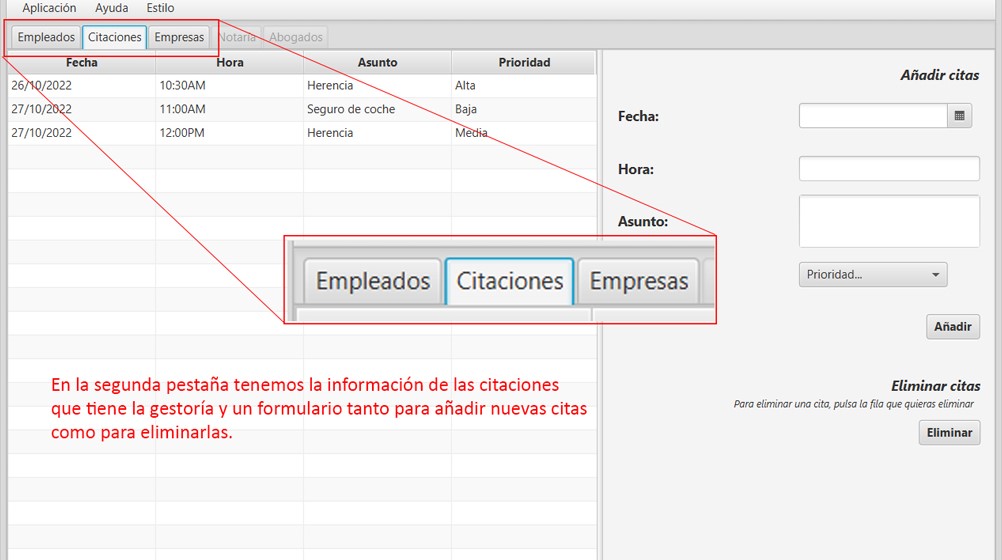 Aplicación Ayuda Estilo
Empleados Citaciones Empresas Notaría Abogados
Fecha Hora Asunto Prioridad
26/10/2022 10:30AM Herencia Alta
27/10/2022 11:00AM Seguro de coche Baja
27/10/2022 12:00PM Herencia Media
Añadir citas
Fecha:
Hora:
Asunto:
Prioridad...
Añadir
Empleados Citaciones Empresas
En la segunda pestaña tenemos la información de las citaciones
que tiene la gestoría y un formulario tanto para añadir nuevas citas
como para eliminarlas.
Eliminar citas
Para eliminar una cita, pulsa la fila que quieras eliminar
Eliminar